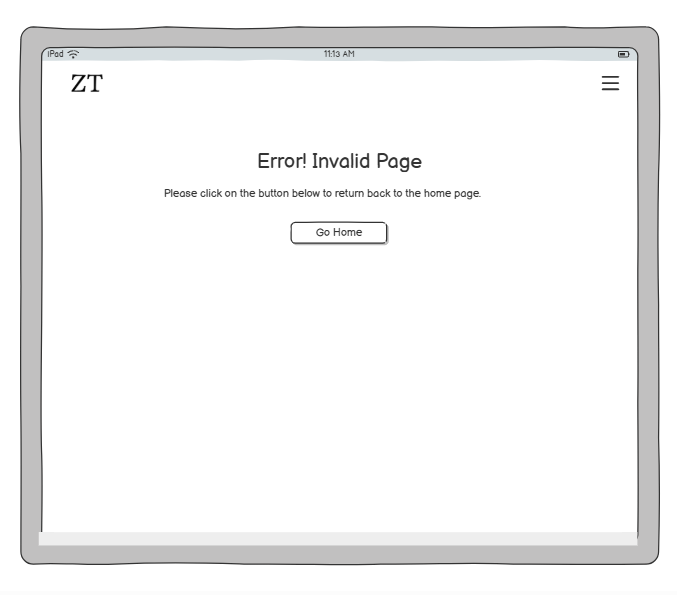 iPad 11:13 AM
ZT
Error! Invalid Page
Please click on the button below to return back to the home page.
Go Home